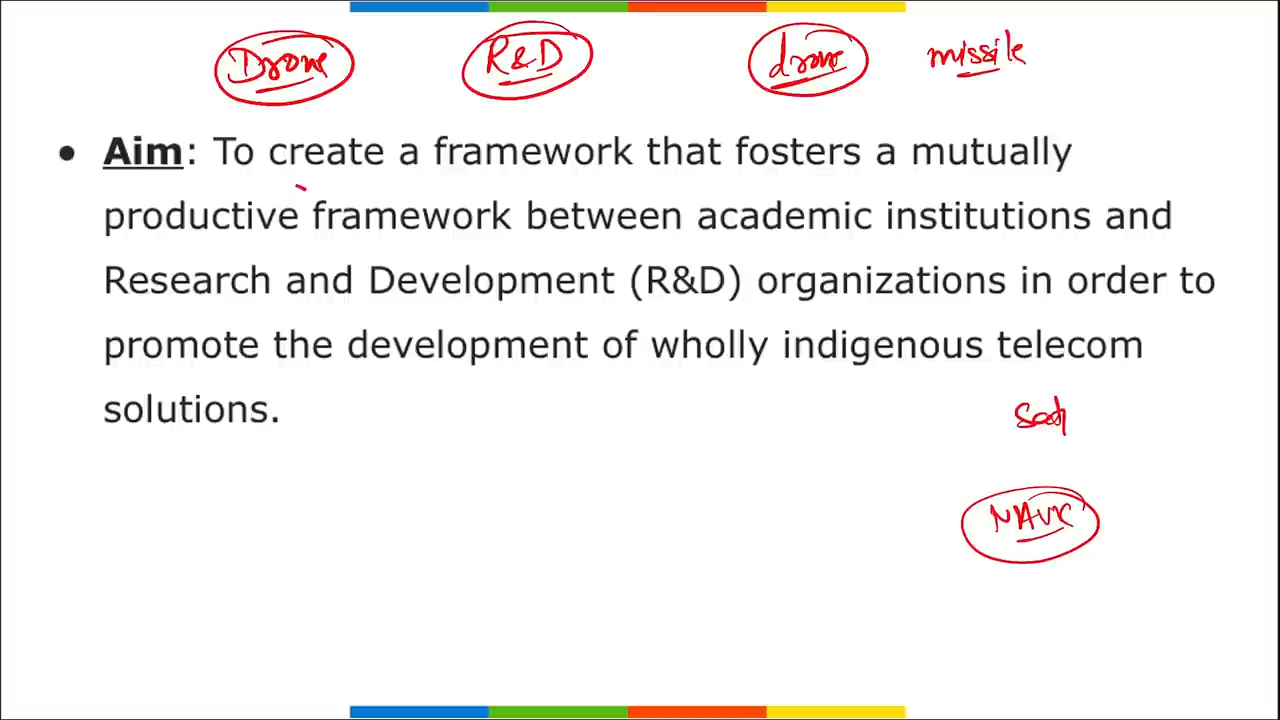 Drone R&D drone missile
• Aim: To create a framework that fosters a mutually
productive framework between academic institutions and
Research and Development (R&D) organizations in order to
promote the development of wholly indigenous telecom
solutions.
NAVIC